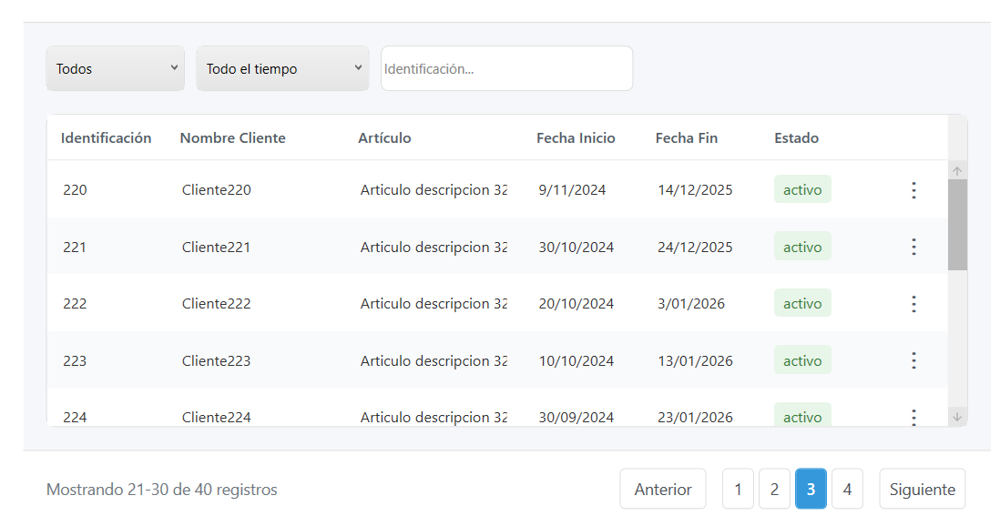 Todos Todo el tiempo Identificación...
Identificación Nombre Cliente Artículo Fecha Inicio Fecha Fin Estado
220 Cliente220 Articulo descripcion 32 9/11/2024 14/12/2025 activo
221 Cliente221 Articulo descripcion 32 30/10/2024 24/12/2025 activo
222 Cliente222 Articulo descripcion 32 20/10/2024 3/01/2026 activo
223 Cliente223 Articulo descripcion 32 10/10/2024 13/01/2026 activo
224 Cliente224 Articulo descripcion 32 30/09/2024 23/01/2026 activo
Mostrando 21-30 de 40 registros Anterior 1 2 3 4 Siguiente